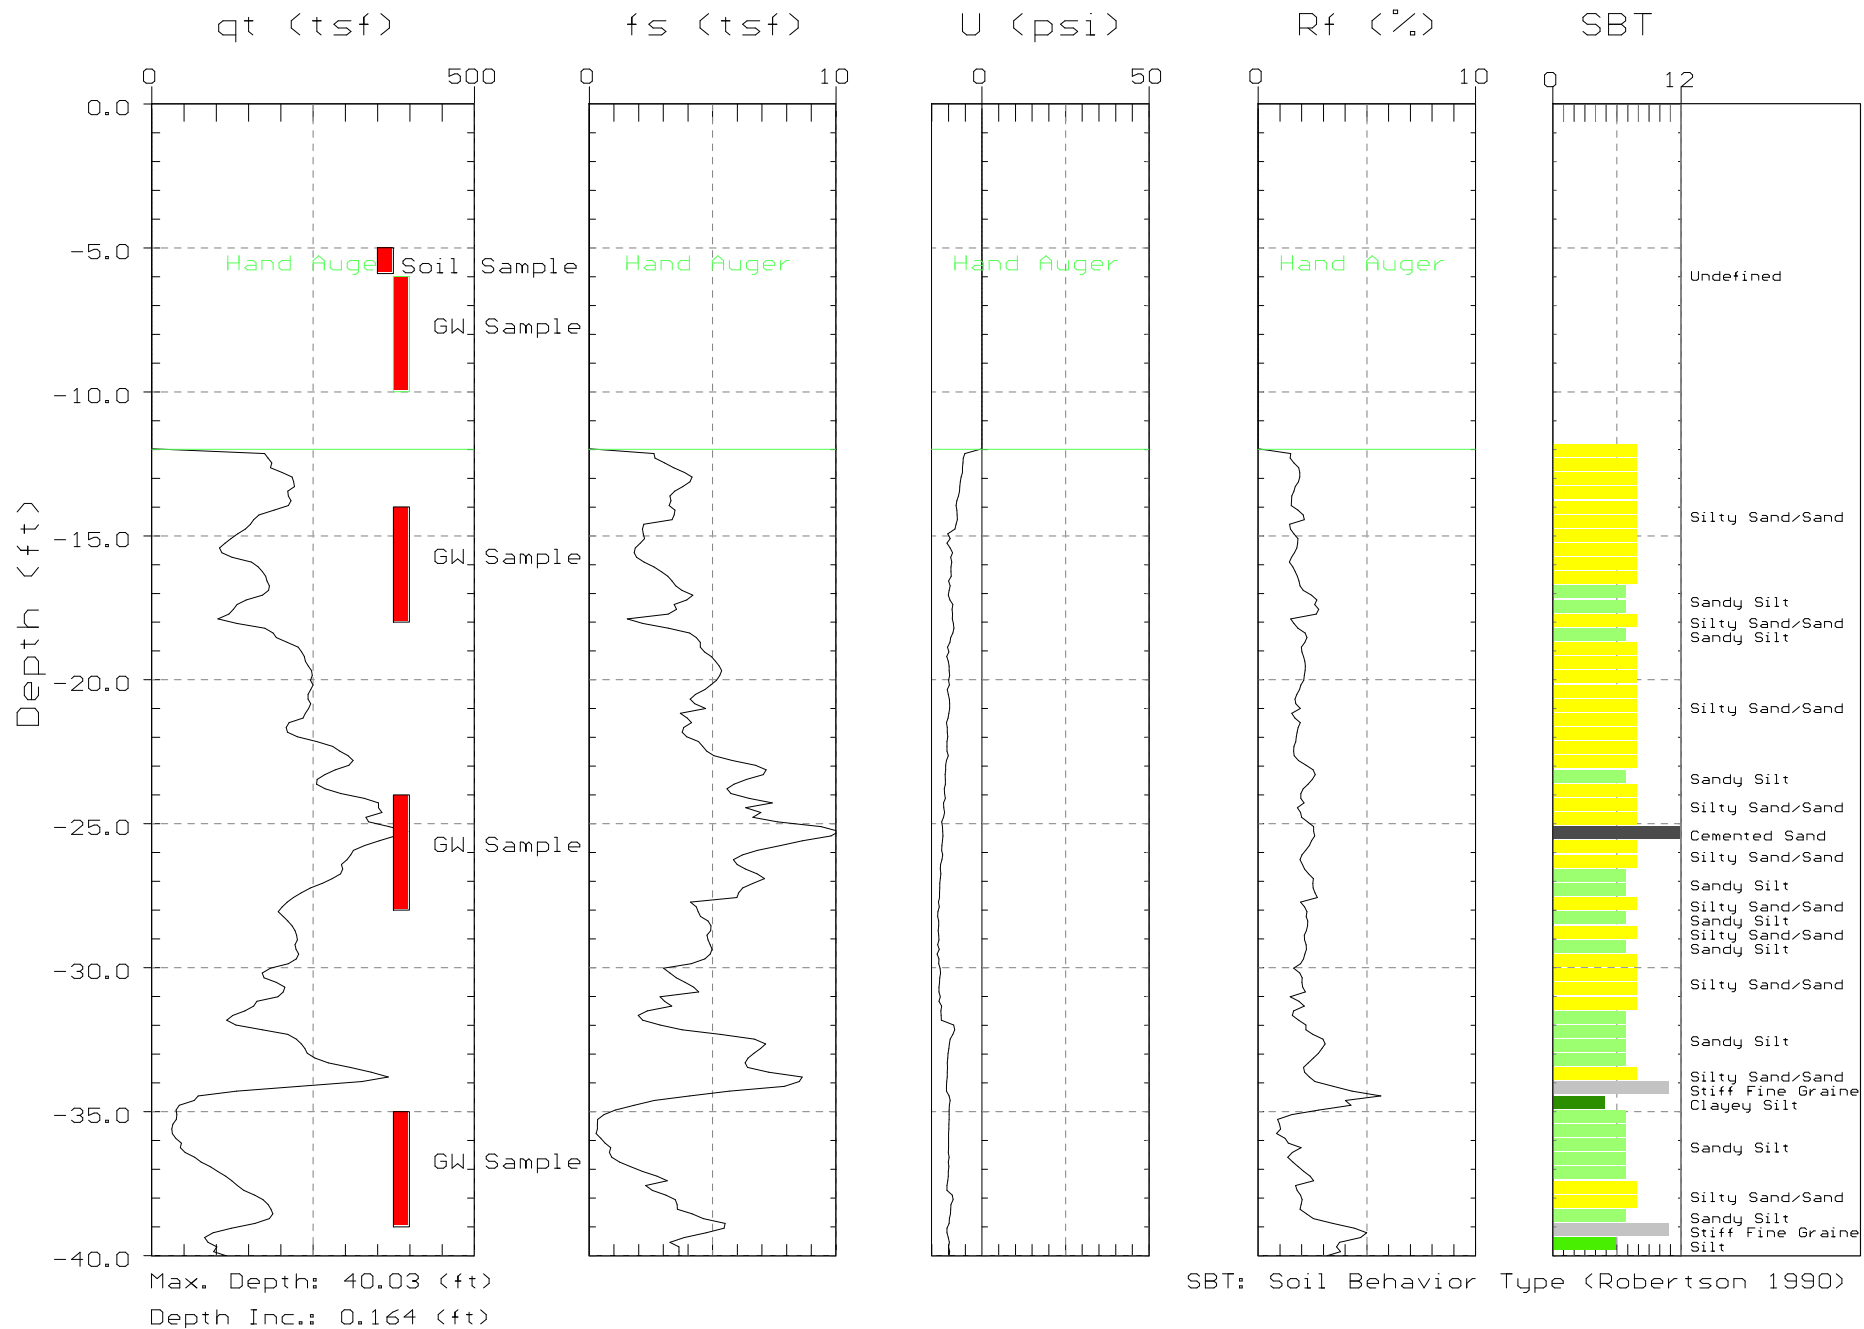 qt (tsf) fs (tsf) U (psi) Rf (%) SBT
0 500 0 10 0 50 0 10 0 12
0.0
-5.0
Hand Auge Soil Sample Hand Auger Hand Auger Hand Auger
Undefined
GW Sample
-10.0
Depth (ft)
Silty Sand/Sand
-15.0
GW Sample
Sandy Silt
Silty Sand/Sand
Sandy Silt
-20.0
Silty Sand/Sand
Sandy Silt
Silty Sand/Sand
-25.0
Cemented Sand
GW Sample
Silty Sand/Sand
Sandy Silt
Silty Sand/Sand
Sandy Silt
Silty Sand/Sand
Sandy Silt
-30.0
Silty Sand/Sand
Sandy Silt
Silty Sand/Sand
Stiff Fine Graine
Clayey Silt
-35.0
Sandy Silt
GW Sample
Silty Sand/Sand
Sandy Silt
Stiff Fine Graine
Silt
-40.0
Max. Depth: 40.03 (ft)
SBT: Soil Behavior Type (Robertson 1990)
Depth Inc.: 0.164 (ft)